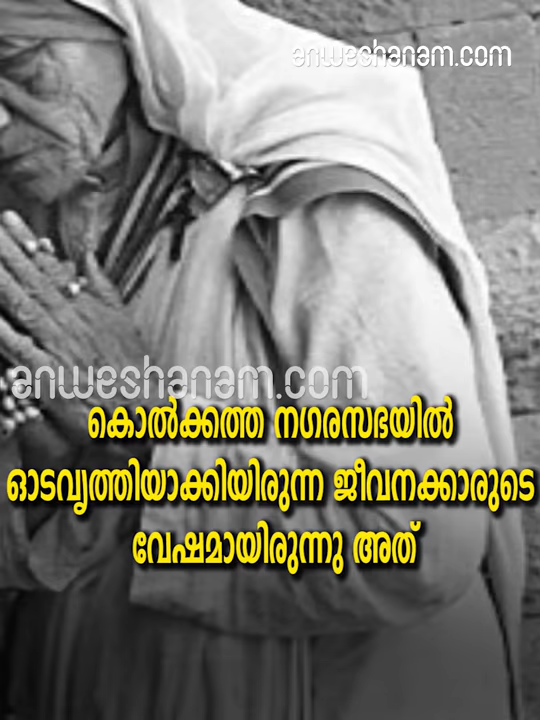 anweshanam.com
anweshanam.com
കൊൽക്കത്ത നഗരസഭയിൽ
ഓടവൃത്തിയാക്കിയിരുന്ന ജീവനക്കാരുടെ
വേഷമായിരുന്നു അത്